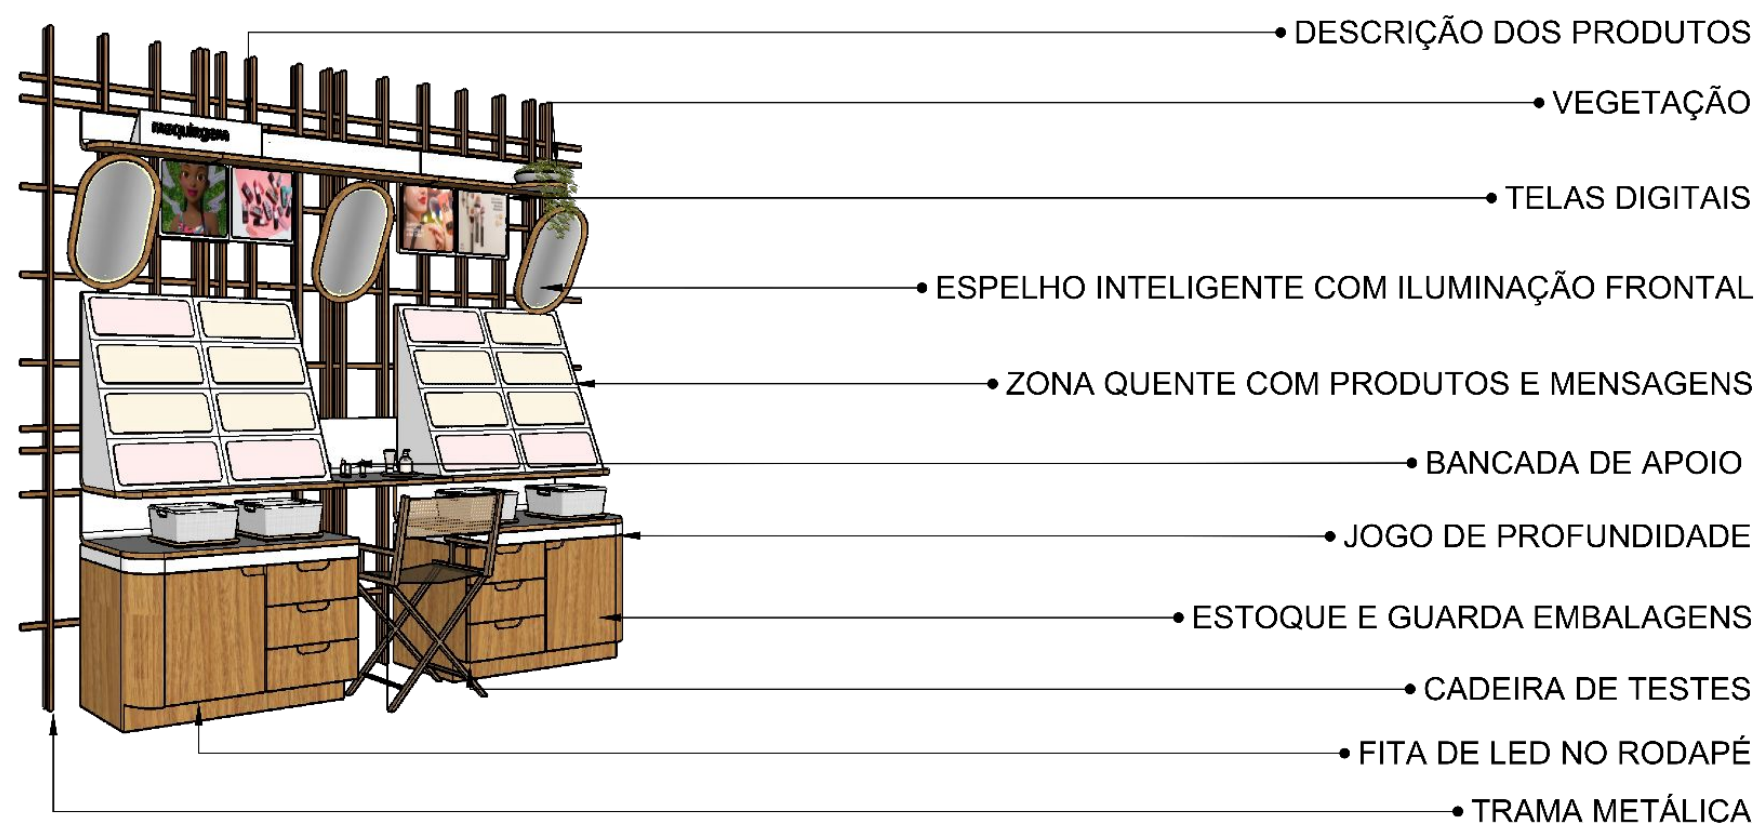 DESCRIÇÃO DOS PRODUTOS
VEGETAÇÃO
maquiagem
TELAS DIGITAIS
ESPELHO INTELIGENTE COM ILUMINAÇÃO FRONTAL
ZONA QUENTE COM PRODUTOS E MENSAGENS
BANCADA DE APOIO
JOGO DE PROFUNDIDADE
ESTOQUE E GUARDA EMBALAGENS
CADEIRA DE TESTES
FITA DE LED NO RODAPÉ
TRAMA METÁLICA